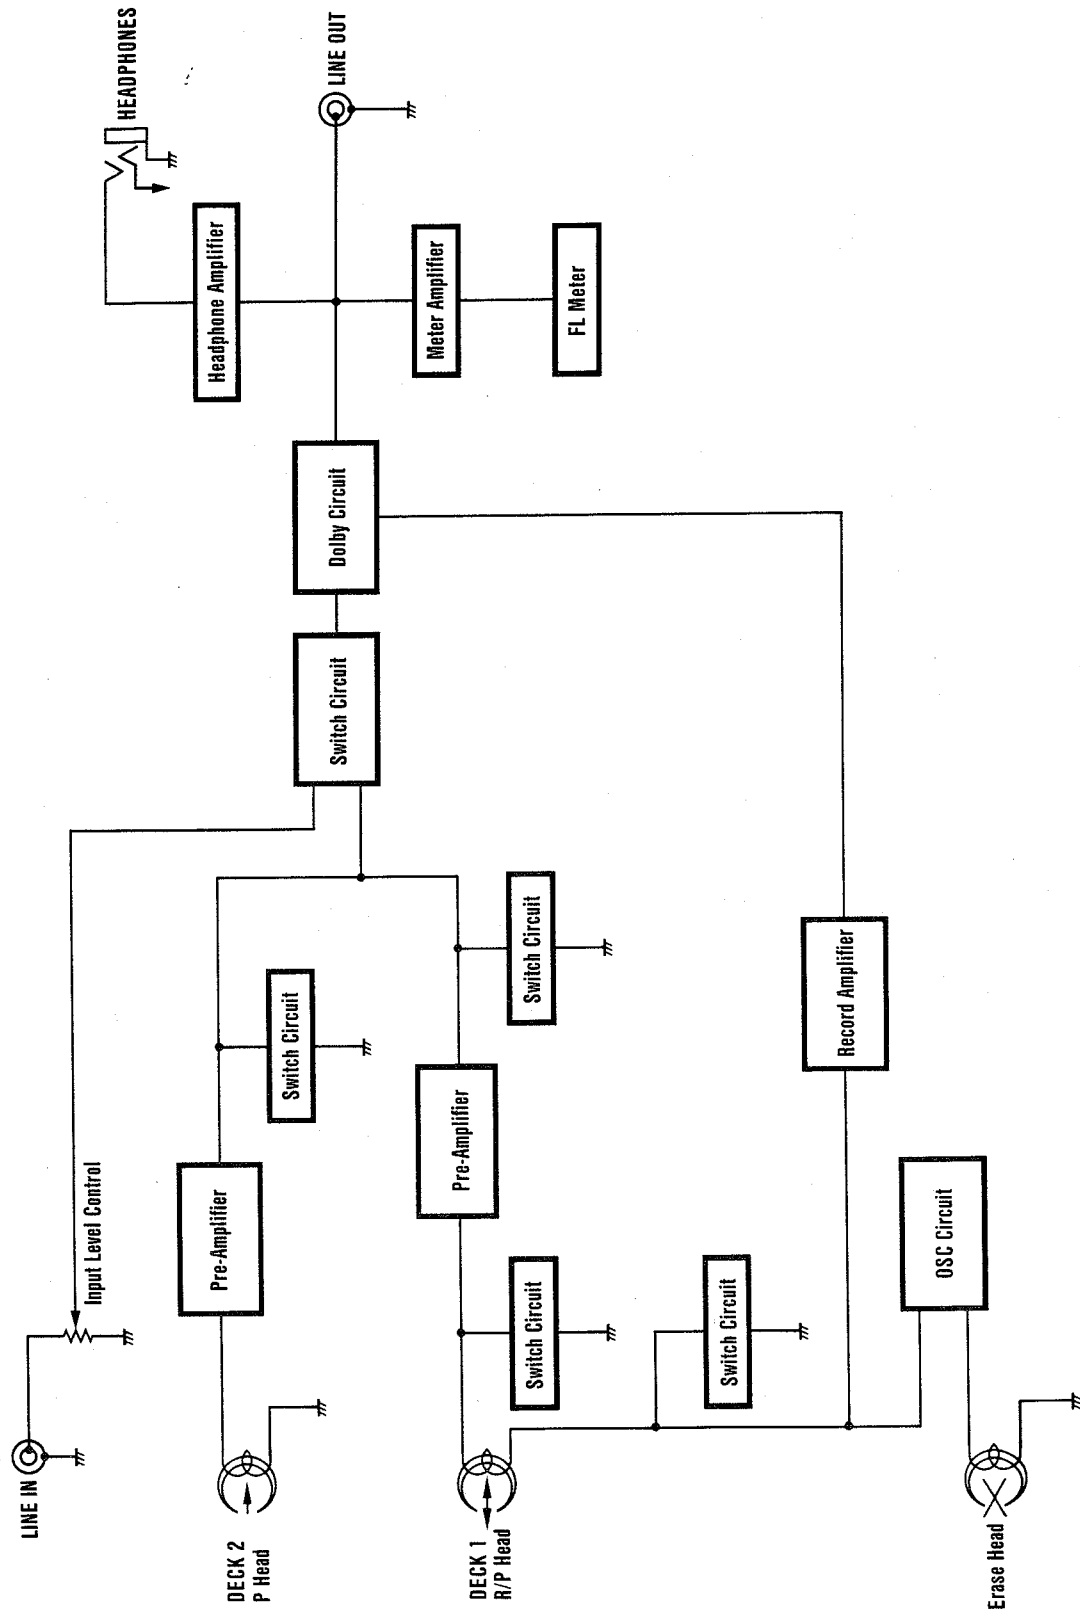 LINE IN
Input Level Control
HEADPHONES
Headphone Amplifier
LINE OUT
DECK 2
P Head
Pre-Amplifier
Switch Circuit
Switch Circuit
Dolby Circuit
Meter Amplifier
FL Meter
DECK 1
R/P Head
Switch Circuit
Pre-Amplifier
Switch Circuit
Switch Circuit
Record Amplifier
OSC Circuit
Erase Head